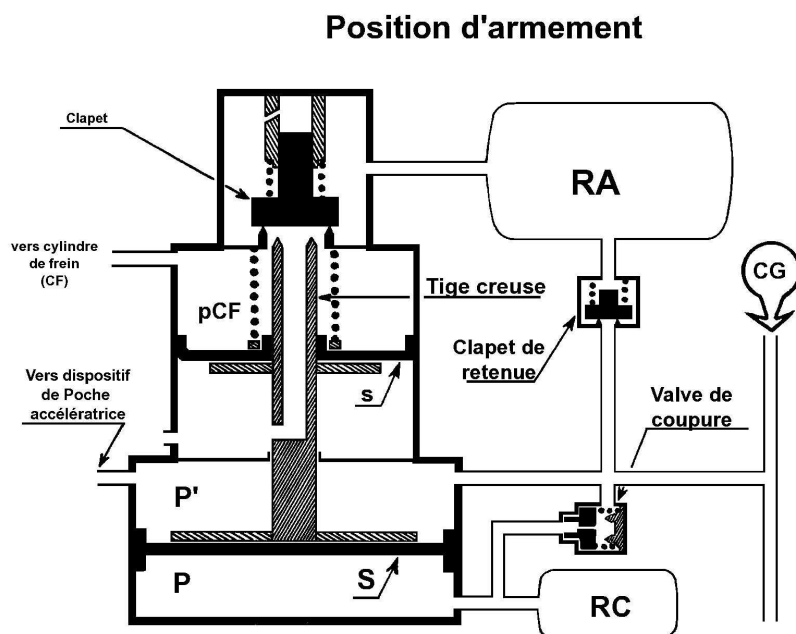 Position d'armement
Clapet
RA
vers cylindre
de frein
(CF)
CG
pCF
Tige creuse
Clapet de
retenue
Vers dispositif
de Poche
accélératrice
s
Valve de
coupure
P'
P
S
RC